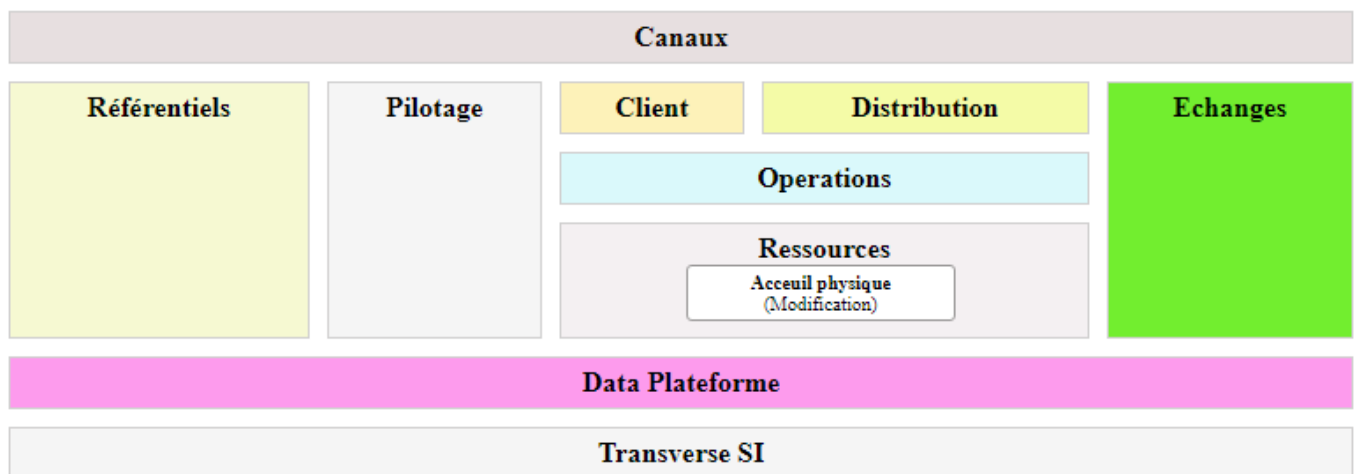 Canaux
Référentiels
Pilotage
Client
Distribution
Echanges
Operations
Ressources
Acceuil physique
(Modification)
Data Plateforme
Transverse SI